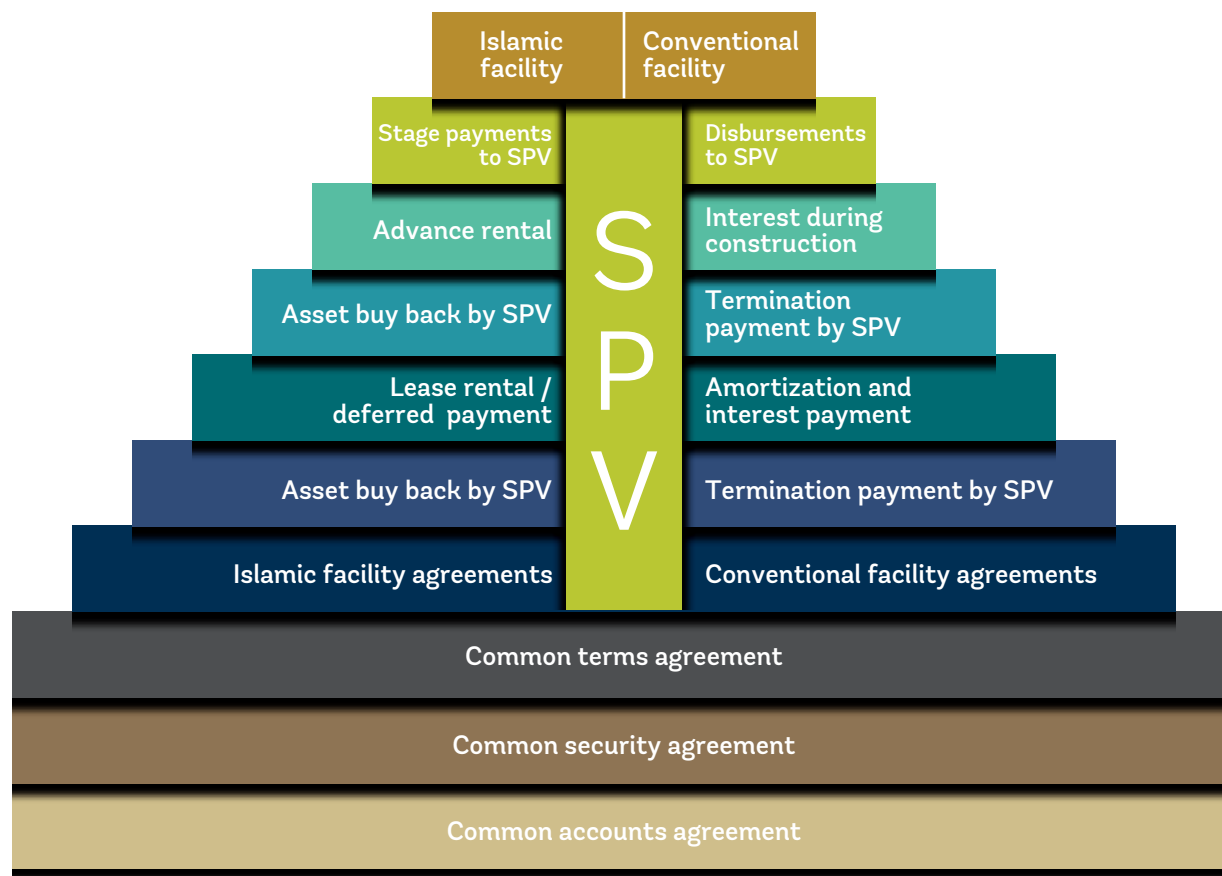 Islamic
facility
Conventional
facility
Stage payments
to SPV
Disbursements
to SPV
Advance rental
Interest during
construction
Asset buy back by SPV
Termination
payment by SPV
Lease rental /
deferred payment
Amortization and
interest payment
Asset buy back by SPV
Termination payment by SPV
Islamic facility agreements
Conventional facility agreements
S
P
V
Common terms agreement
Common security agreement
Common accounts agreement